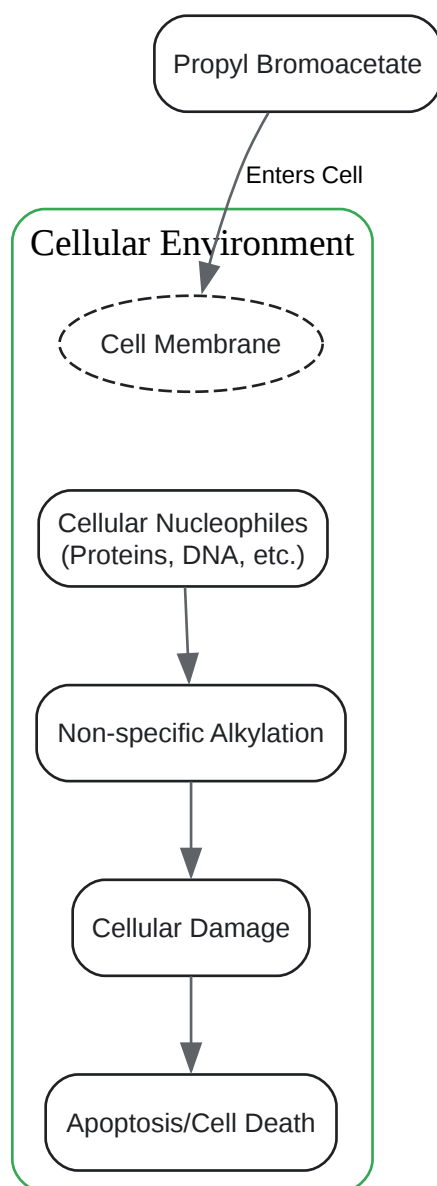 Propyl Bromoacetate
Enters Cell
Cellular Environment
Cell Membrane
Cellular Nucleophiles
(Proteins, DNA, etc.)
Non-specific Alkylation
Cellular Damage
Apoptosis/Cell Death